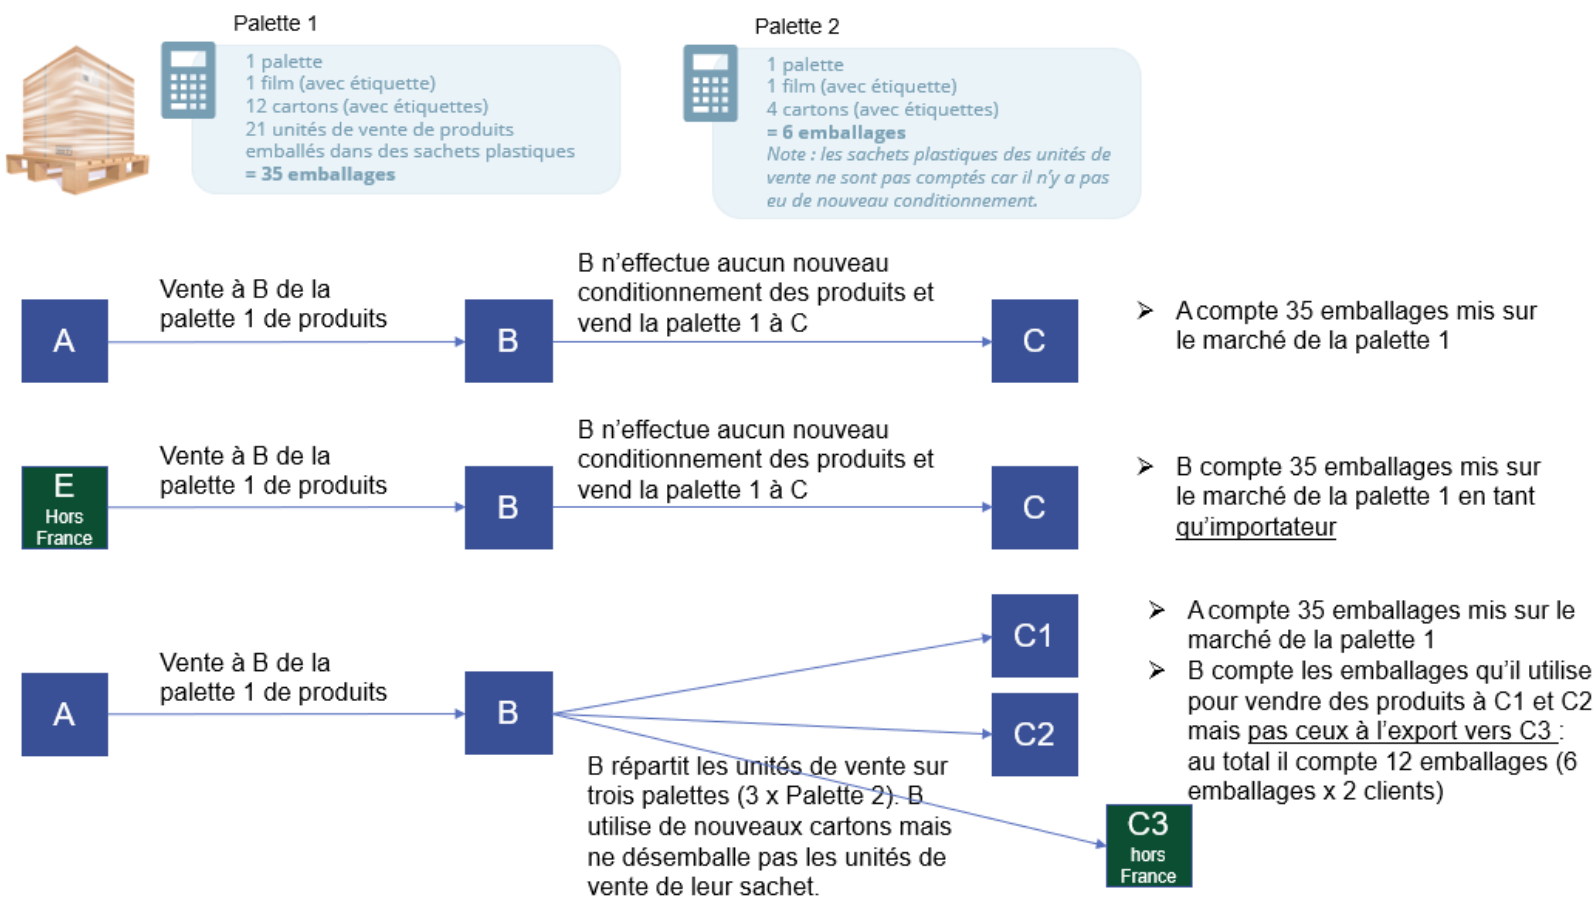 Palette 1
1 palette
1 film (avec étiquette)
12 cartons (avec étiquettes)
21 unités de vente de produits
emballés dans des sachets plastiques
= 35 emballages
Palette 2
1 palette
1 film (avec étiquette)
4 cartons (avec étiquettes)
= 6 emballages
Note : les sachets plastiques des unités de
vente ne sont pas comptés car il n'y a pas
eu de nouveau conditionnement.
A
Vente à B de la
palette 1 de produits
B
B n'effectue aucun nouveau
conditionnement des produits et
vend la palette 1 à C
C
➢ A compte 35 emballages mis sur
le marché de la palette 1
E
Hors
France
Vente à B de la
palette 1 de produits
B
B n'effectue aucun nouveau
conditionnement des produits et
vend la palette 1 à C
C
➢ B compte 35 emballages mis sur
le marché de la palette 1 en tant
qu'importateur
A
Vente à B de la
palette 1 de produits
B
B répartit les unités de vente sur
trois palettes (3 x Palette 2). B
utilise de nouveaux cartons mais
ne désemballe pas les unités de
vente de leur sachet.
C1
C2
C3
hors
France
➢ A compte 35 emballages mis sur le
marché de la palette 1
➢ B compte les emballages qu'il utilise
pour vendre des produits à C1 et C2
mais pas ceux à l'export vers C3 :
au total il compte 12 emballages (6
emballages x 2 clients)